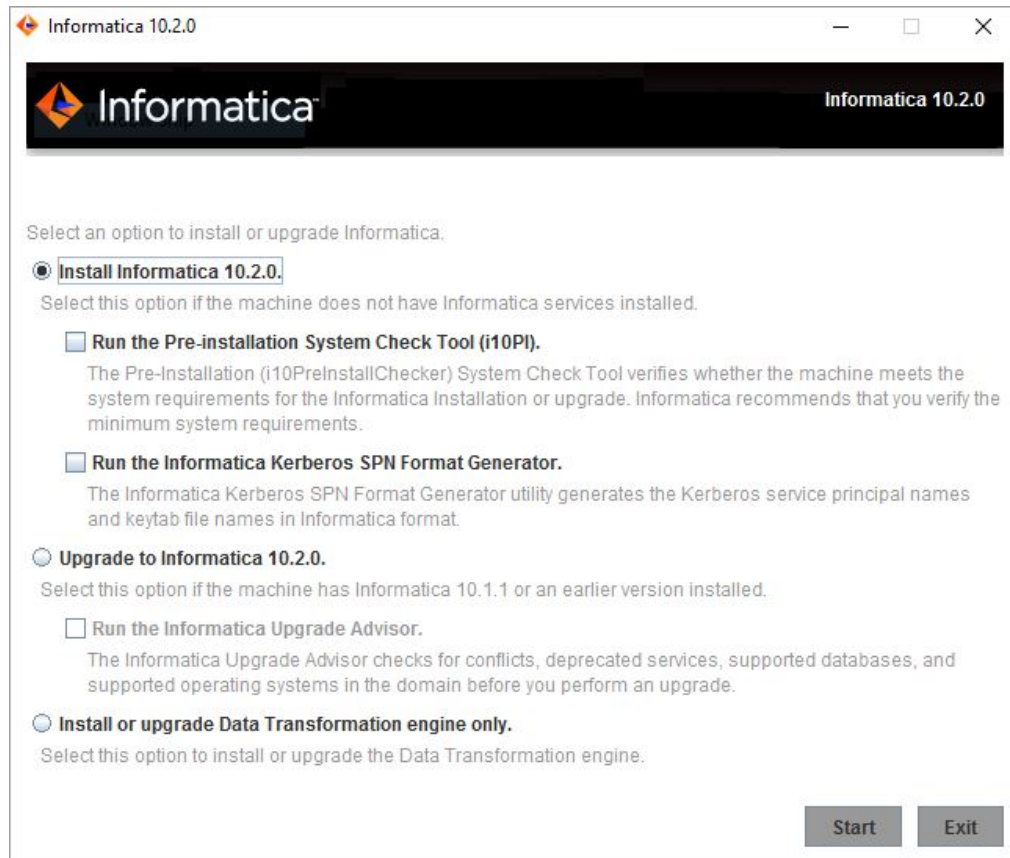 Informatica 10.2.0
Informatica
Informatica 10.2.0
Select an option to install or upgrade Informatica.
Install Informatica 10.2.0.
Select this option if the machine does not have Informatica services installed.
Run the Pre-installation System Check Tool (i10PI).
The Pre-Installation (i10PreInstallChecker) System Check Tool verifies whether the machine meets the
system requirements for the Informatica Installation or upgrade. Informatica recommends that you verify the
minimum system requirements.
Run the Informatica Kerberos SPN Format Generator.
The Informatica Kerberos SPN Format Generator utility generates the Kerberos service principal names
and keytab file names in Informatica format.
Upgrade to Informatica 10.2.0.
Select this option if the machine has Informatica 10.1.1 or an earlier version installed.
Run the Informatica Upgrade Advisor.
The Informatica Upgrade Advisor checks for conflicts, deprecated services, supported databases, and
supported operating systems in the domain before you perform an upgrade.
Install or upgrade Data Transformation engine only.
Select this option to install or upgrade the Data Transformation engine.
Start
Exit